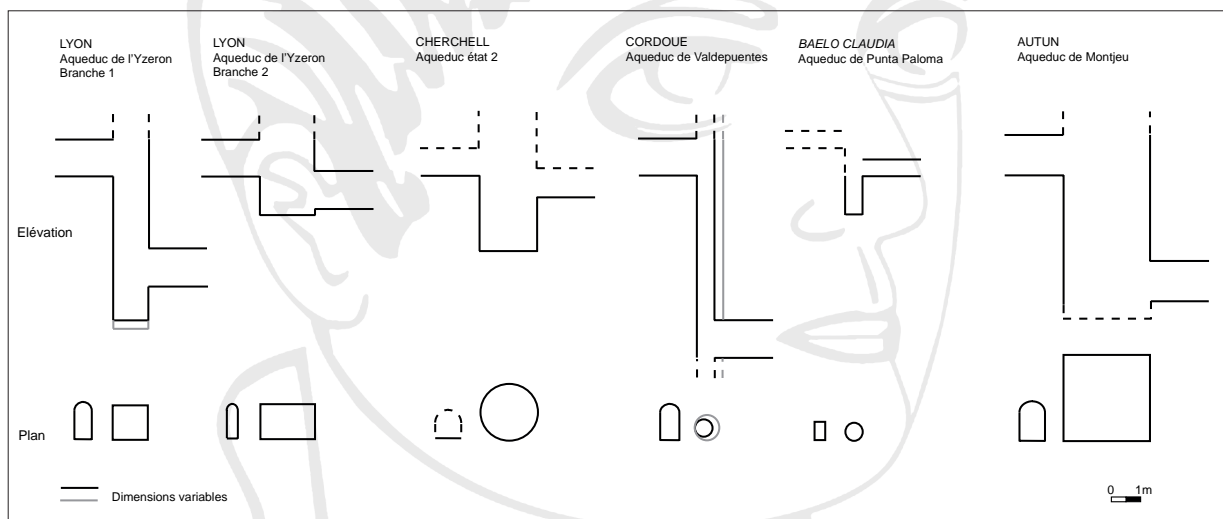 LYON
Aqueduc de l'Yzeron
Branche 1
LYON
Aqueduc de l'Yzeron
Branche 2
CHERCHELL
Aqueduc état 2
CORDOUE
Aqueduc de Valdepuentes
BAELO CLAUDIA
Aqueduc de Punta Paloma
AUTUN
Aqueduc de Montjeu
Elévation
Plan
Dimensions variables
0 1m